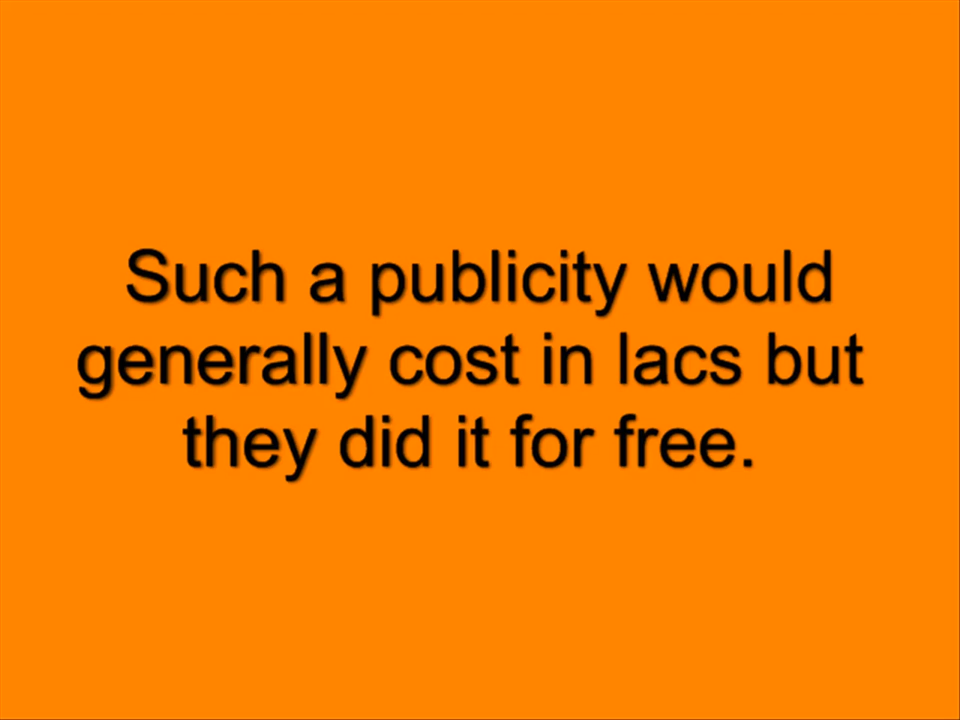 Such a publicity would
generally cost in lacs but
they did it for free.